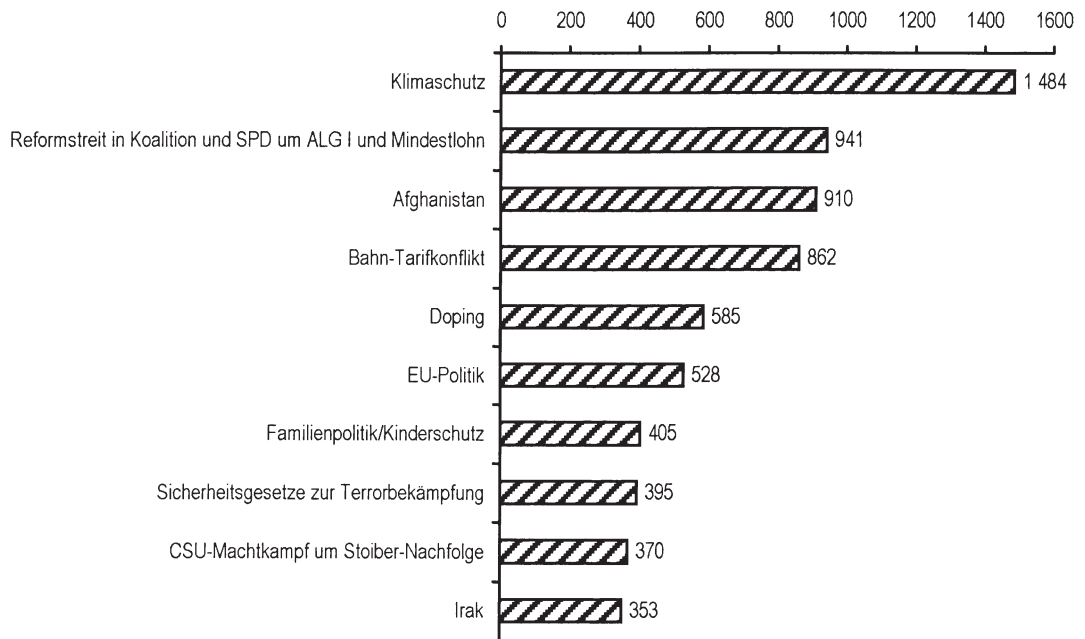 0 200 400 600 800 1000 1200 1400 1600
Klimaschutz 1 484
Reformstreit in Koalition und SPD um ALG I und Mindestlohn 941
Afghanistan 910
Bahn-Tarifkonflikt 862
Doping 585
EU-Politik 528
Familienpolitik/Kinderschutz 405
Sicherheitsgesetze zur Terrorbekämpfung 395
CSU-Machtkampf um Stoiber-Nachfolge 370
Irak 353